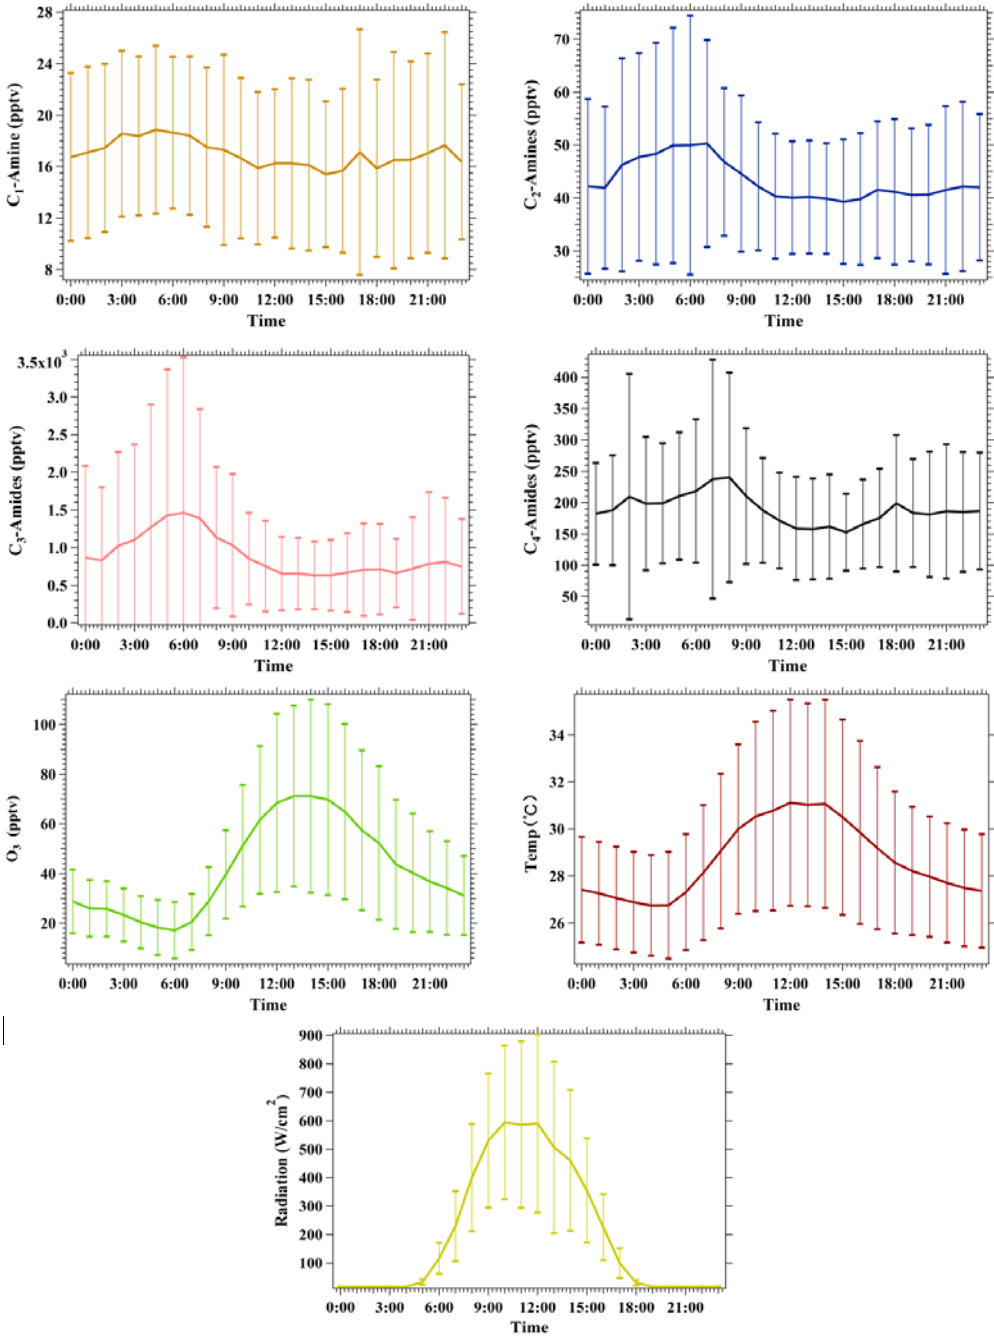 28
24
20
16
12
8
C1-Amine (pptv)
0:00 3:00 6:00 9:00 12:00 15:00 18:00 21:00
Time
70
60
50
40
30
C2-Amines (pptv)
0:00 3:00 6:00 9:00 12:00 15:00 18:00 21:00
Time
3.5x10^3
3.0
2.5
2.0
1.5
1.0
0.5
0.0
C3-Amides (pptv)
0:00 3:00 6:00 9:00 12:00 15:00 18:00 21:00
Time
400
350
300
250
200
150
100
50
C4-Amides (pptv)
0:00 3:00 6:00 9:00 12:00 15:00 18:00 21:00
Time
100
80
60
40
20
O3 (pptv)
0:00 3:00 6:00 9:00 12:00 15:00 18:00 21:00
Time
34
32
30
28
26
Temp (℃)
0:00 3:00 6:00 9:00 12:00 15:00 18:00 21:00
Time
900
800
700
600
500
400
300
200
100
Radiation (W/cm^2)
0:00 3:00 6:00 9:00 12:00 15:00 18:00 21:00
Time